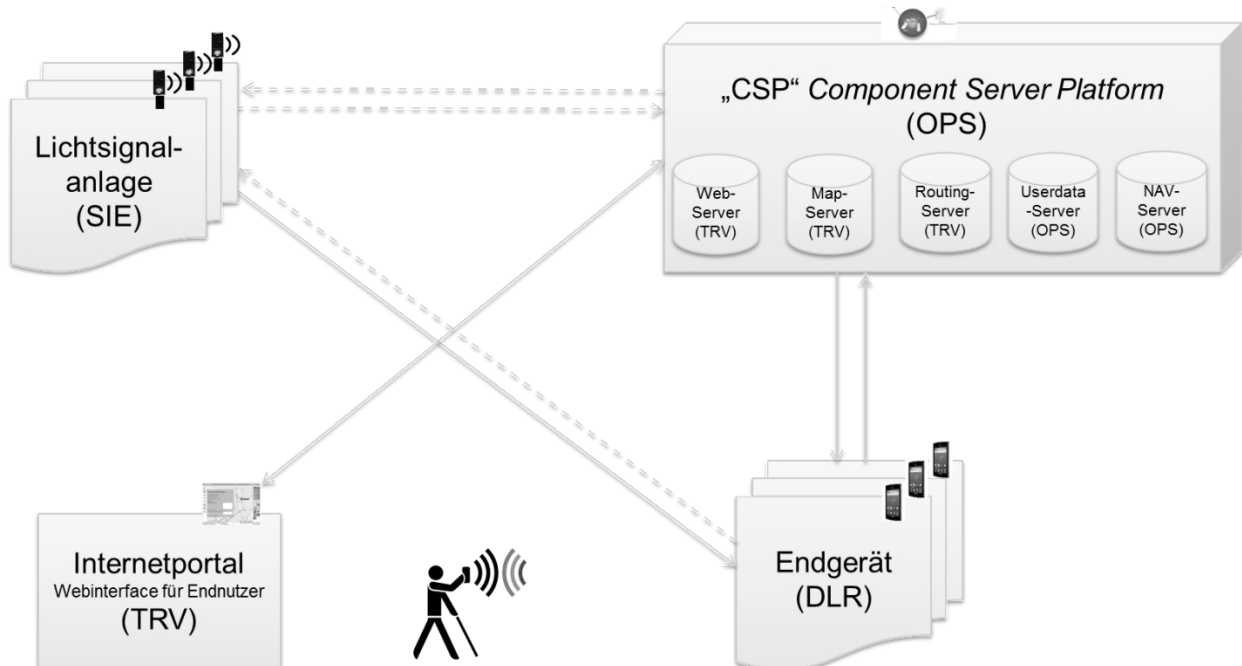 „CSP“ Component Server Platform
(OPS)
Web-
Server
(TRV)
Map-
Server
(TRV)
Routing-
Server
(TRV)
Userdata
-Server
(OPS)
NAV-
Server
(OPS)
Lichtsignal-
anlage
(SIE)
Internetportal
Webinterface für Endnutzer
(TRV)
Endgerät
(DLR)